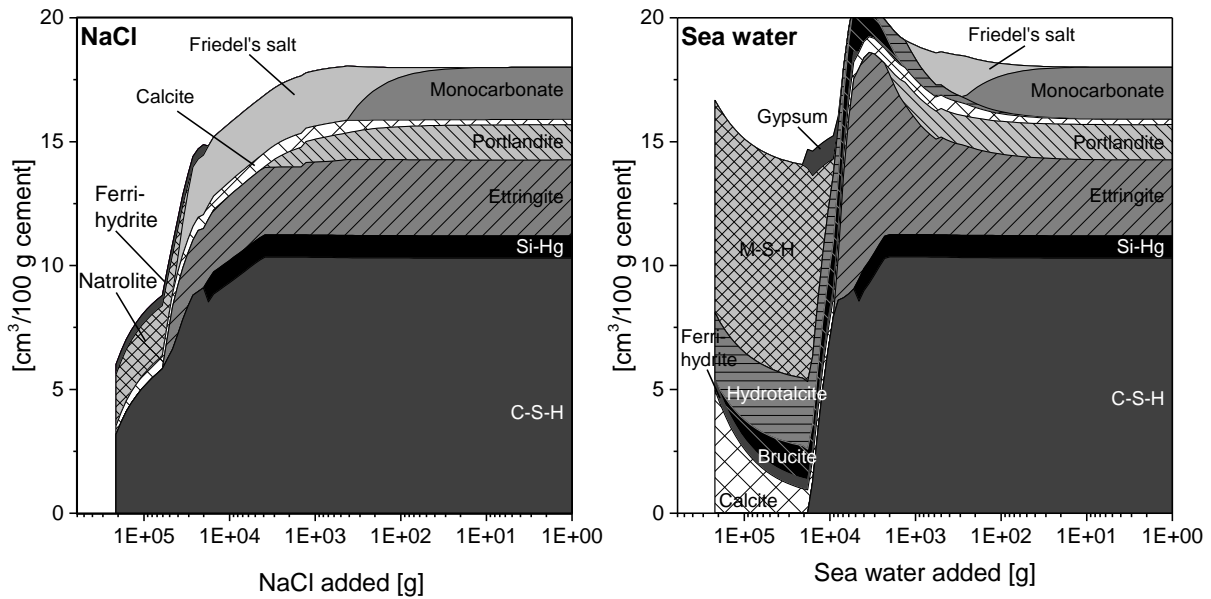 NaCl
Friedel's salt
Calcite
Ferri-
hydrite
Natrolite
Monocarbonate
Portlandite
Ettringite
Si-Hg
C-S-H
20
15
10
5
0
[cm³/100 g cement]
1E+05 1E+04 1E+03 1E+02 1E+01 1E+00
NaCl added [g]
Sea water
Friedel's salt
Gypsum
Monocarbonate
Portlandite
Ettringite
Si-Hg
M-S-H
Ferri-
hydrite
Hydrotalcite
C-S-H
Brucite
Calcite
20
15
10
5
0
[cm³/100 g cement]
1E+05 1E+04 1E+03 1E+02 1E+01 1E+00
Sea water added [g]